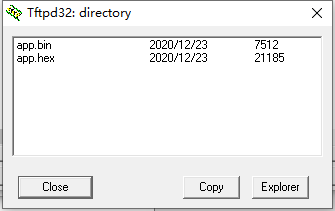 Tftpd32: directory
app.bin 2020/12/23 7512
app.hex 2020/12/23 21185
Close Copy Explorer